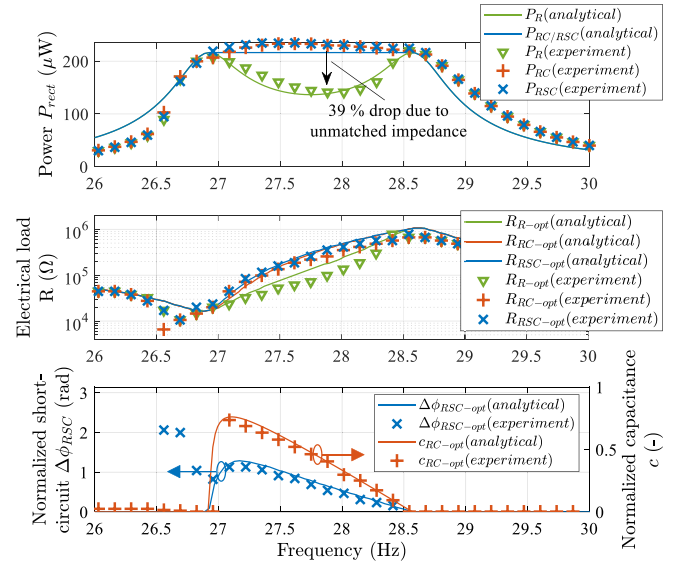 Power P_rect (μW)
200
100
0
26
26.5
27
27.5
28
28.5
29
29.5
30
39 % drop due to
unmatched impedance
P_R(analytical)
P_RC/RSC(analytical)
P_R(experiment)
P_RC(experiment)
P_RSC(experiment)
Electrical load
R (Ω)
10^6
10^5
10^4
26
26.5
27
27.5
28
28.5
29
29.5
30
R_R-opt(analytical)
R_RC-opt(analytical)
R_RSC-opt(analytical)
R_R-opt(experiment)
R_RC-opt(experiment)
R_RSC-opt(experiment)
Normalized short-
circuit Δϕ_RSC (rad)
3
2
1
0
26
26.5
27
27.5
28
28.5
29
29.5
30
Δϕ_RSC-opt(analytical)
Δϕ_RSC-opt(experiment)
c_RC-opt(analytical)
c_RC-opt(experiment)
1
0.5
0
Normalized capacitance
c (-)
Frequency (Hz)